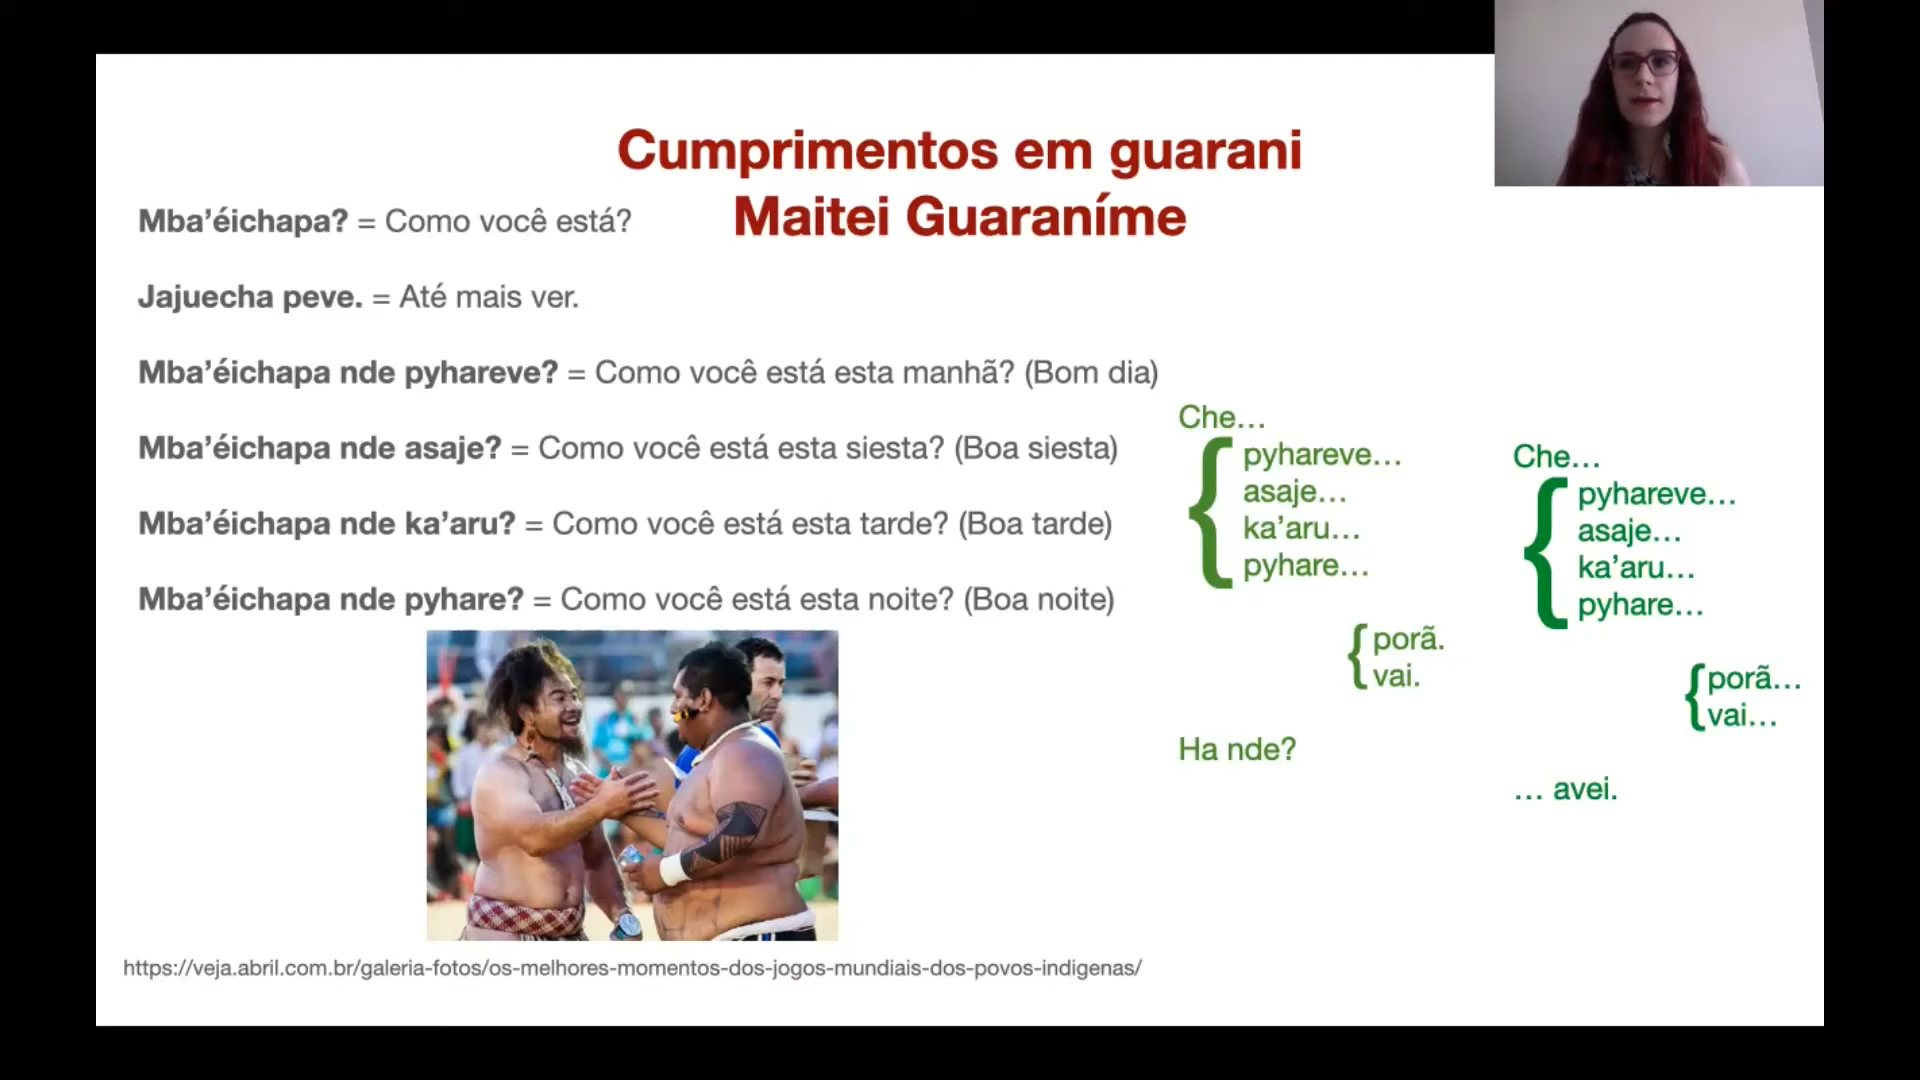 Cumprimentos em guarani
Maitei Guaraníme
Mba’éichapa? = Como você está?
Jajuecha peve. = Até mais ver.
Mba’éichapa nde pyhareve? = Como você está esta manhã? (Bom dia)
Mba’éichapa nde asaje? = Como você está esta siesta? (Boa siesta)
Mba’éichapa nde ka’aru? = Como você está esta tarde? (Boa tarde)
Mba’éichapa nde pyhare? = Como você está esta noite? (Boa noite)
Che…
pyhareve…
asaje…
ka’aru…
pyhare…
porã.
vai.
Ha nde?
Che…
pyhareve…
asaje…
ka’aru…
pyhare…
porã…
vai…
… avei.
https://veja.abril.com.br/galeria-fotos/os-melhores-momentos-dos-jogos-mundiais-dos-povos-indigenas/